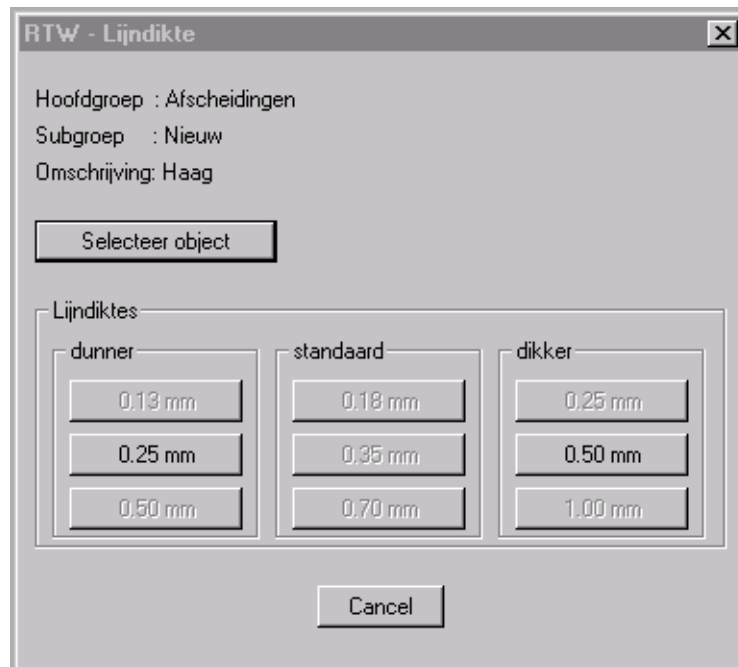 RTW - Lijndikte
Hoofdgroep : Afscheidingen
Subgroep : Nieuw
Omschrijving: Haag
Selecteer object
Lijndiktes
dunner standaard dikker
0.13 mm 0.18 mm 0.25 mm
0.25 mm 0.35 mm 0.50 mm
0.50 mm 0.70 mm 1.00 mm
Cancel